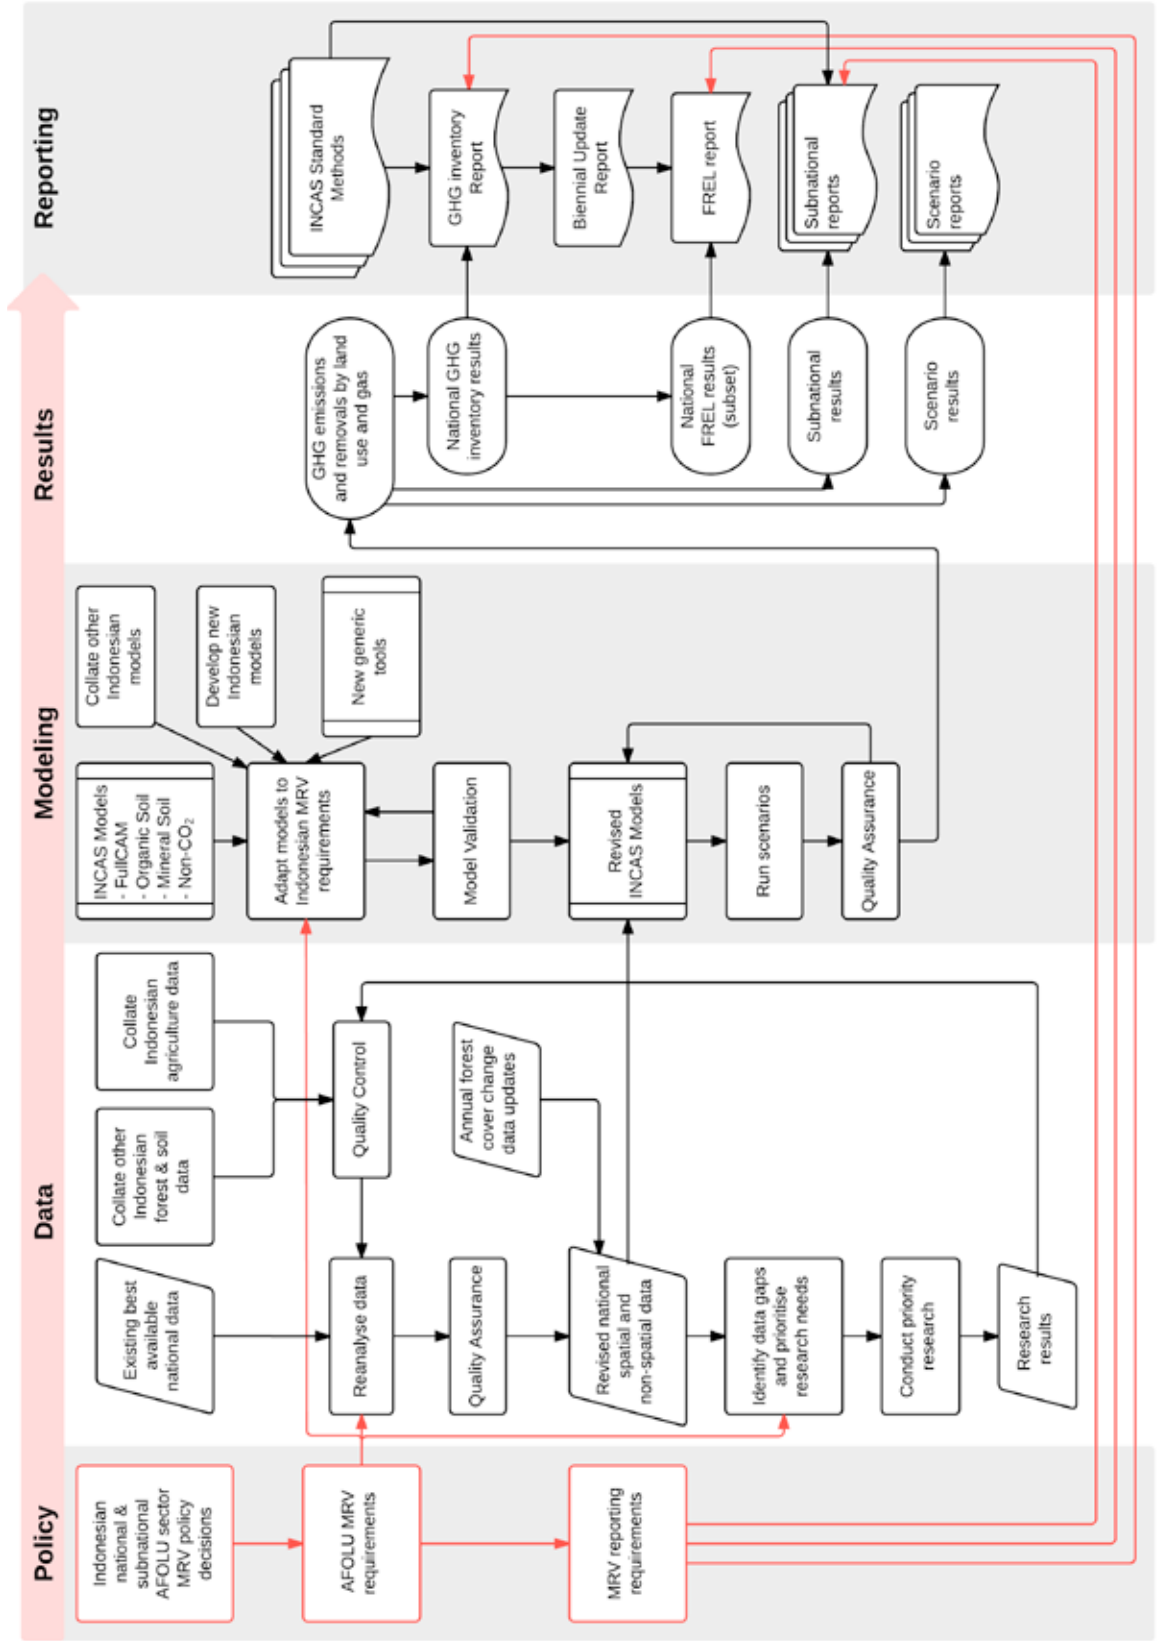 Policy
Data
Modeling
Results
Reporting
Indonesian
national &
subnational
AFOLU sector
MRV policy
decisions
AFOLU MRV
requirements
MRV reporting
requirements
Existing best
available
national data
Collate other
Indonesian
forest & soil
data
Collate
Indonesian
agriculture data
Reanalyse data
Quality Control
Quality Assurance
Annual forest
cover change
data updates
Revised national
spatial and
non-spatial data
Identify data gaps
and prioritise
research needs
Conduct priority
research
Research
results
INCAS Models
- FullCAM
- Organic Soil
- Mineral Soil
- Non-CO₂
Collate other
Indonesian
models
Develop new
Indonesian
models
New generic
tools
Adapt models to
Indonesian MRV
requirements
Model Validation
Revised
INCAS Models
Run scenarios
Quality Assurance
GHG emissions
and removals by land
use and gas
National GHG
inventory results
National
FREL results
(subset)
Subnational
results
Scenario
results
INCAS Standard
Methods
GHG inventory
Report
Biennial Update
Report
FREL report
Subnational
reports
Scenario
reports